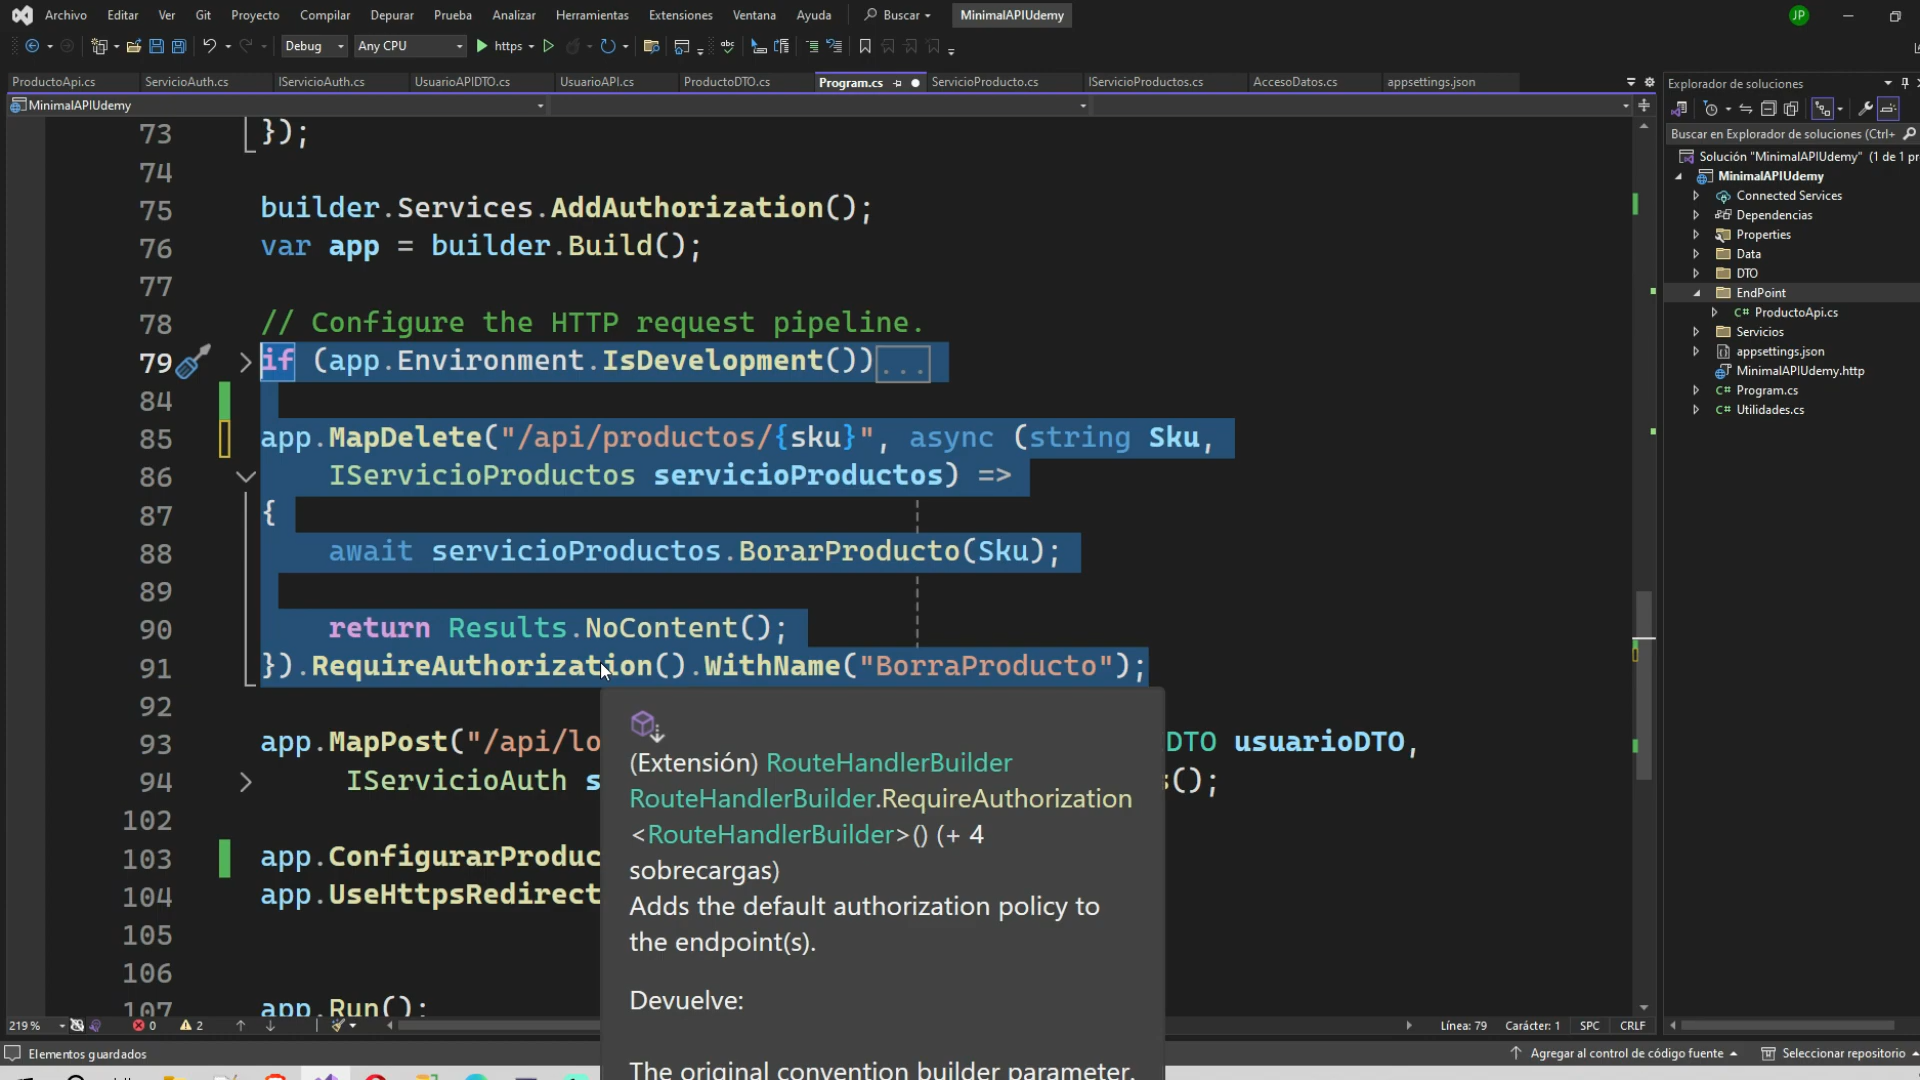 Archivo Editar Ver Git Proyecto Compilar Depurar Prueba Analizar Herramientas Extensiones Ventana Ayuda Buscar MinimalAPIUdemy JP
Debug Any CPU https
ProductoApi.cs ServicioAuth.cs IServicioAuth.cs UsuarioAPIDTO.cs UsuarioAPI.cs ProductoDTO.cs Program.cs ServicioProducto.cs IServicioProductos.cs AccesoDatos.cs appsettings.json
MinimalAPIUdemy
73 });
74
75 builder.Services.AddAuthorization();
76 var app = builder.Build();
77
78 // Configure the HTTP request pipeline.
79 if (app.Environment.IsDevelopment())...
84
85 app.MapDelete("/api/productos/{sku}", async (string Sku,
86 IServicioProductos servicioProductos) =>
87 {
88 await servicioProductos.BorarProducto(Sku);
89
90 return Results.NoContent();
91 }).RequireAuthorization().WithName("BorraProducto");
92
93 app.MapPost("/api/lo DTO usuarioDTO,
94 IServicioAuth s ();
102
103 app.ConfigurarProduc
104 app.UseHttpsRedirect
105
106
107 app.Run();
(Extensión) RouteHandlerBuilder
RouteHandlerBuilder.RequireAuthorization
<RouteHandlerBuilder>() (+ 4
sobrecargas)
Adds the default authorization policy to
the endpoint(s).
Devuelve:
The original convention builder parameter.
Explorador de soluciones
Buscar en Explorador de soluciones (Ctrl+
Solución "MinimalAPIUdemy" (1 de 1 pr
MinimalAPIUdemy
Connected Services
Dependencias
Properties
Data
DTO
EndPoint
C# ProductoApi.cs
Servicios
appsettings.json
MinimalAPIUdemy.http
C# Program.cs
C# Utilidades.cs
219 % 0 2 Línea: 79 Carácter: 1 SPC CRLF
Elementos guardados Agregar al control de código fuente Seleccionar repositorio